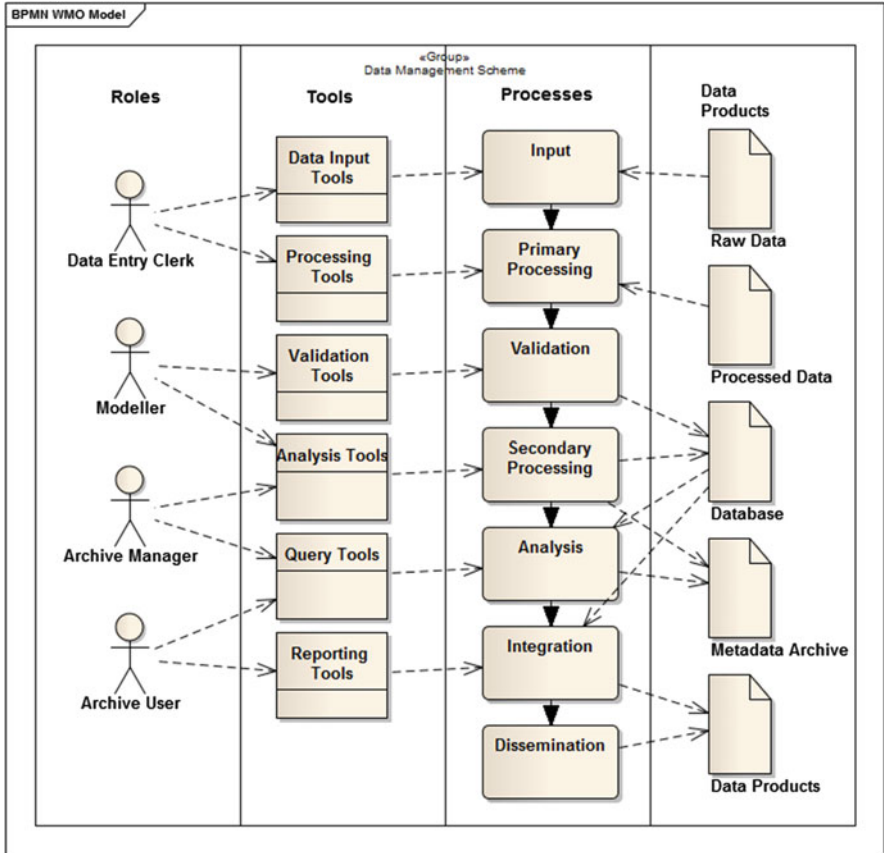 BPMN WMO Model
«Group»
Data Management Scheme
Roles
Tools
Processes
Data
Products
Data Entry Clerk
Modeller
Archive Manager
Archive User
Data Input
Tools
Processing
Tools
Validation
Tools
Analysis Tools
Query Tools
Reporting
Tools
Input
Primary
Processing
Validation
Secondary
Processing
Analysis
Integration
Dissemination
Raw Data
Processed Data
Database
Metadata Archive
Data Products